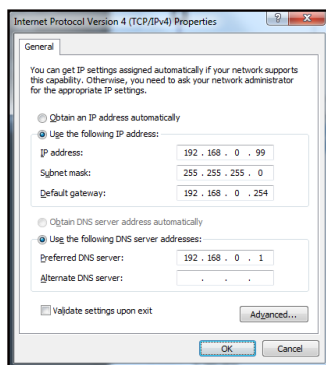 Internet Protocol Version 4 (TCP/IPv4) Properties
General
You can get IP settings assigned automatically if your network supports
this capability. Otherwise, you need to ask your network administrator
for the appropriate IP settings.
Obtain an IP address automatically
Use the following IP address:
IP address: 192 . 168 . 0 . 99
Subnet mask: 255 . 255 . 255 . 0
Default gateway: 192 . 168 . 0 . 254
Obtain DNS server address automatically
Use the following DNS server addresses:
Preferred DNS server: 192 . 168 . 0 . 1
Alternate DNS server: . . .
Validate settings upon exit
Advanced...
OK Cancel